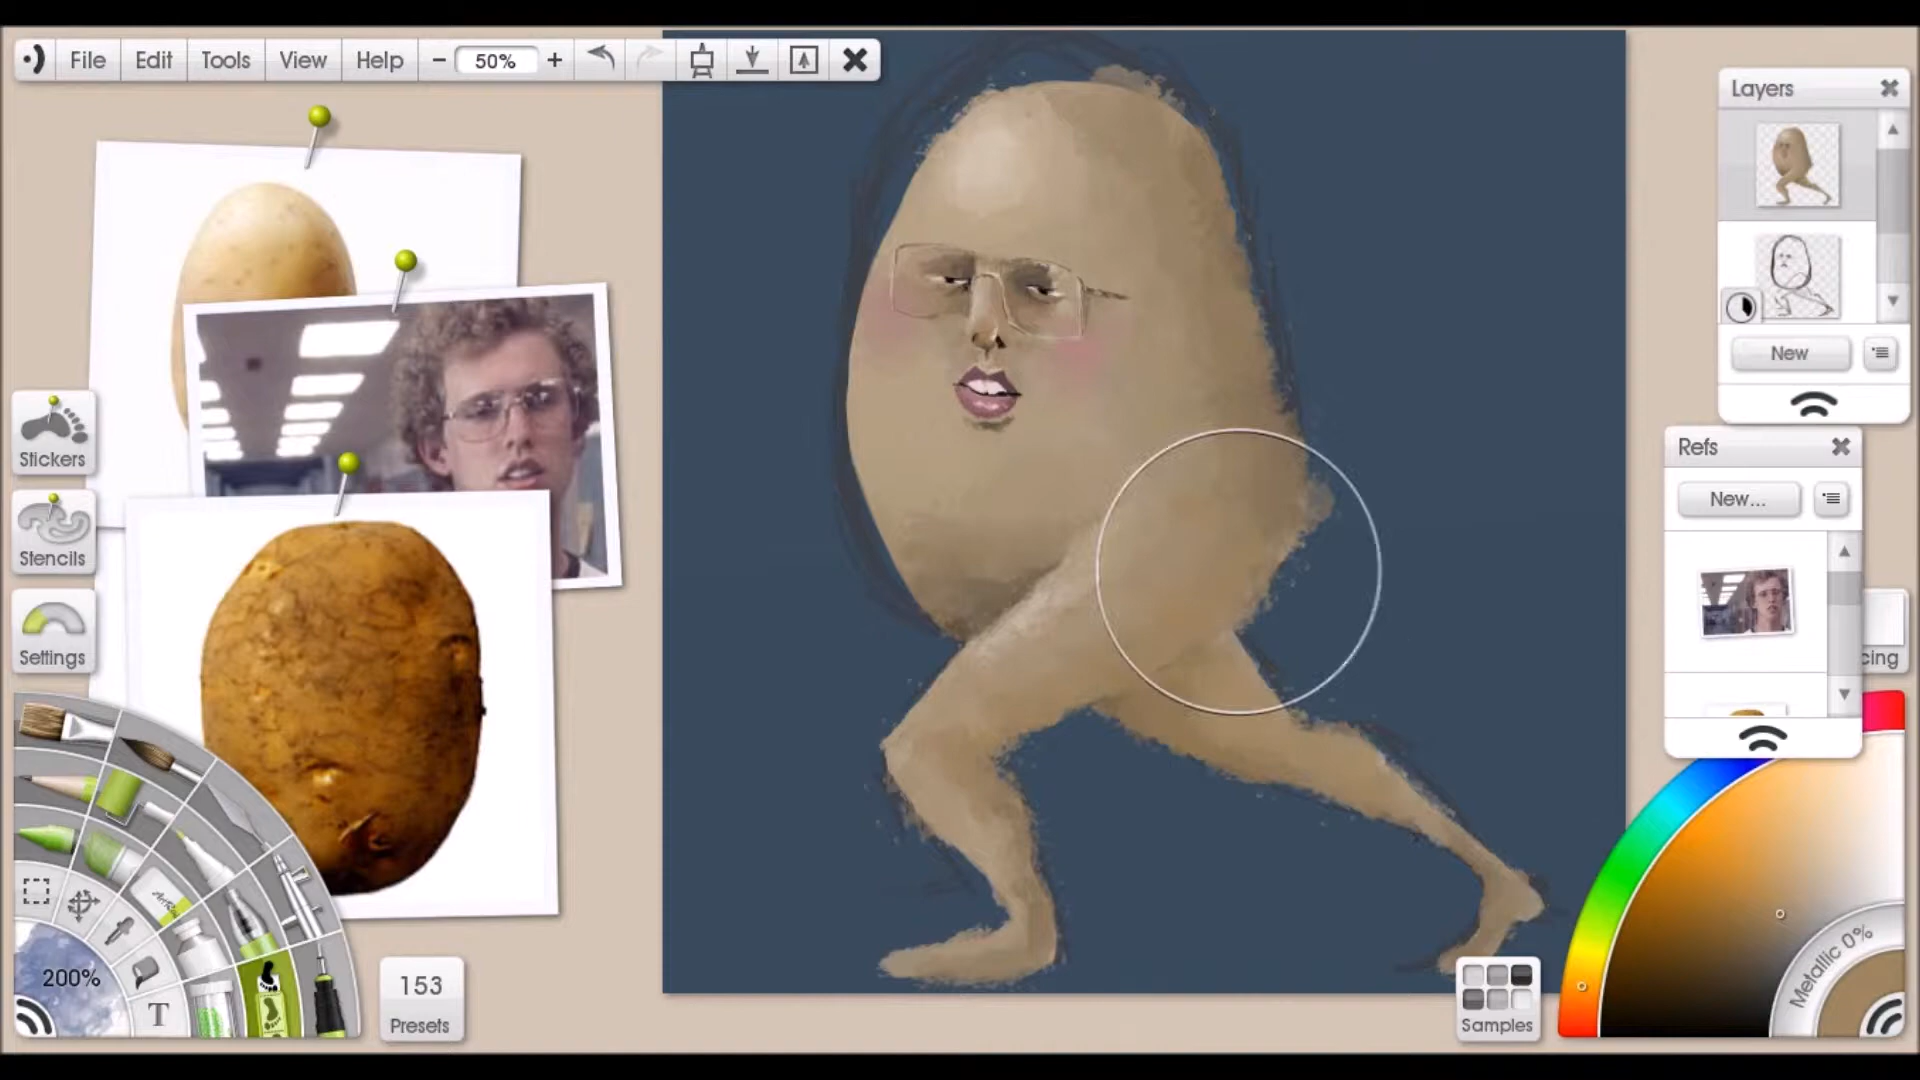 File Edit Tools View Help − 50% +
Layers
New
Refs
New...
Stickers
Stencils
Settings
cing
Metallic 0%
200%
T
153
Presets
Samples